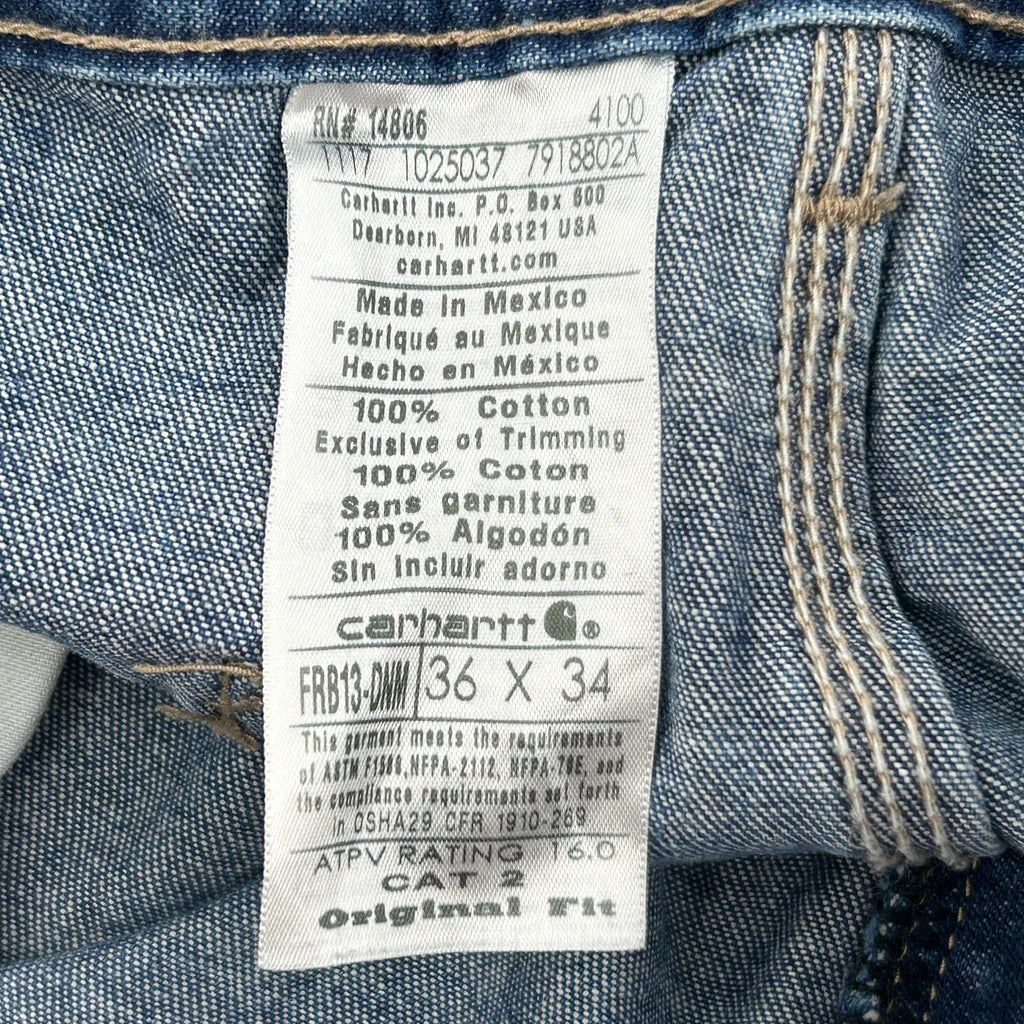 RN# 14806 4100
1117 1025037 7918802A
Carhartt Inc. P.O. Box 600
Dearborn, MI 48121 USA
carhartt.com
Made in Mexico
Fabriqué au Mexique
Hecho en México
100% Cotton
Exclusive of Trimming
100% Coton
Sans garniture
100% Algodón
Sin incluir adorno
carhartt ®
FRB13-DNM 36 X 34
This garment meets the requirements
of ASTM F1506, NFPA-2112, NFPA-70E, and
the compliance requirements set forth
in OSHA29 CFR 1910-269
ATPV RATING 16.0
CAT 2
Original Fit